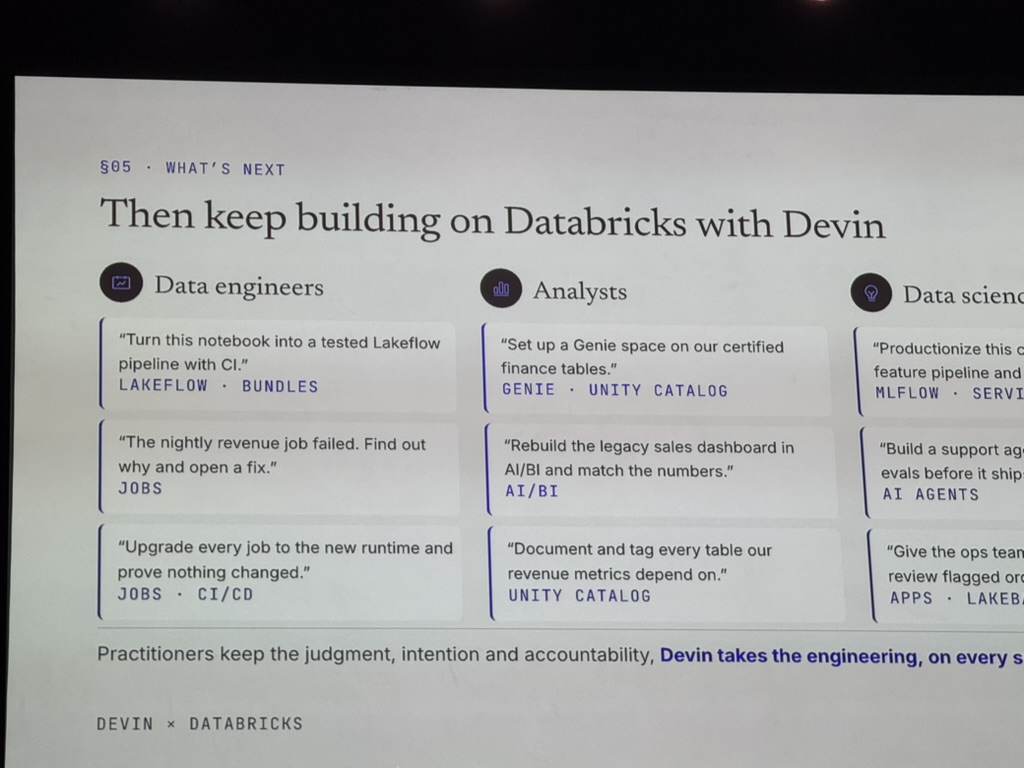 §05 · WHAT'S NEXT
Then keep building on Databricks with Devin
Data engineers
“Turn this notebook into a tested Lakeflow
pipeline with CI.”
LAKEFLOW · BUNDLES
“The nightly revenue job failed. Find out
why and open a fix.”
JOBS
“Upgrade every job to the new runtime and
prove nothing changed.”
JOBS · CI/CD
Analysts
“Set up a Genie space on our certified
finance tables.”
GENIE · UNITY CATALOG
“Rebuild the legacy sales dashboard in
AI/BI and match the numbers.”
AI/BI
“Document and tag every table our
revenue metrics depend on.”
UNITY CATALOG
Data
“Productionize this
feature pipeline and
MLFLOW ·
“Build a support
evals before it
AI AGENTS
“Give the ops
review flagged
APPS ·
Practitioners keep the judgment, intention and accountability, Devin takes the engineering, on every
DEVIN × DATABRICKS